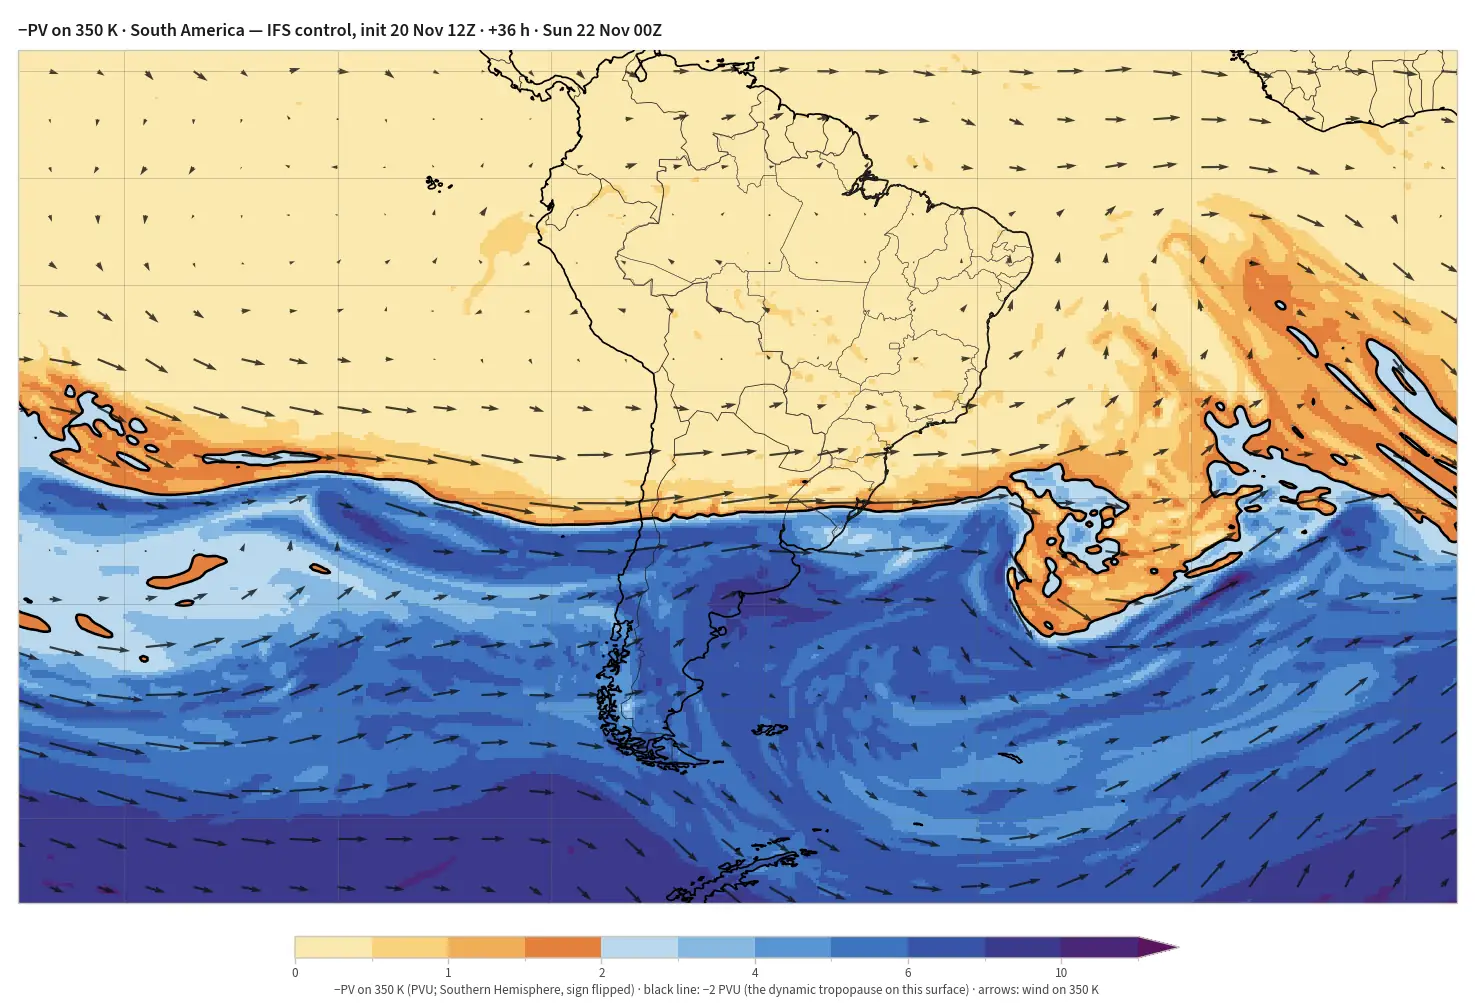 −PV on 350 K · South America — IFS control, init 20 Nov 12Z · +36 h · Sun 22 Nov 00Z
0 1 2 4 6 10
−PV on 350 K (PVU; Southern Hemisphere, sign flipped) · black line: −2 PVU (the dynamic tropopause on this surface) · arrows: wind on 350 K